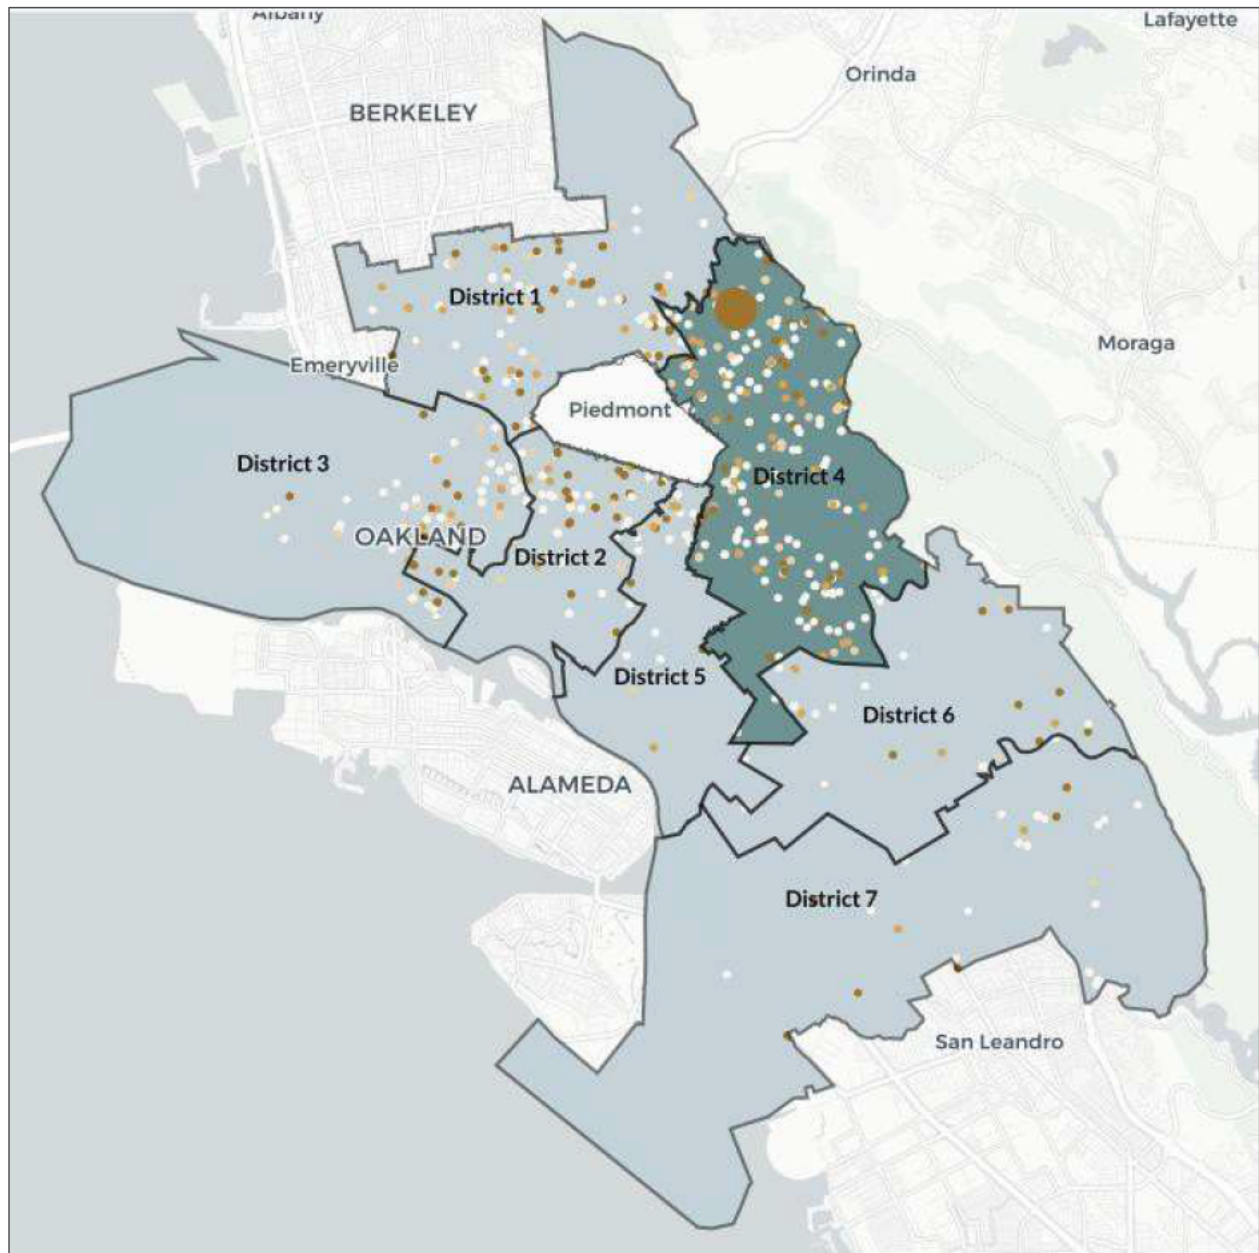 Albany
Lafayette
Orinda
BERKELEY
District 1
Moraga
Emeryville
Piedmont
District 3
District 4
OAKLAND
District 2
District 5
District 6
ALAMEDA
District 7
San Leandro